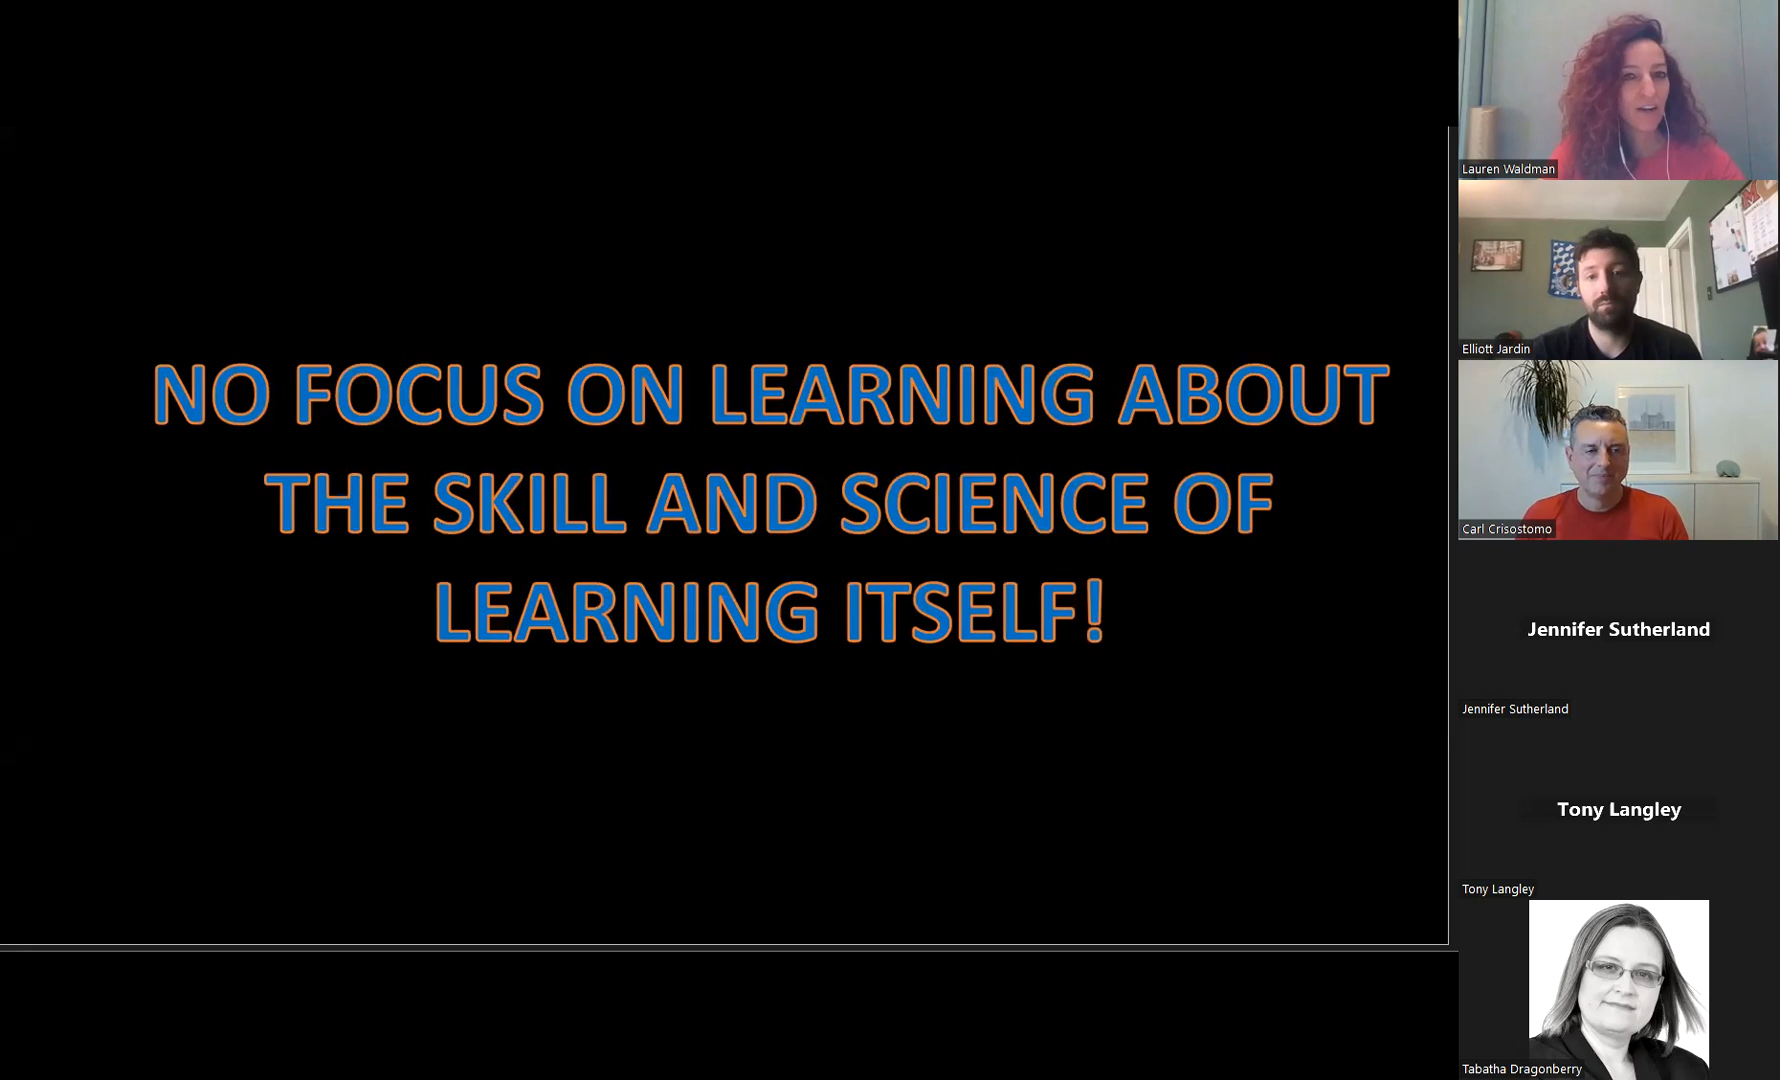 NO FOCUS ON LEARNING ABOUT
THE SKILL AND SCIENCE OF
LEARNING ITSELF!
Lauren Waldman
Elliott Jardin
Carl Crisostomo
Jennifer Sutherland
Jennifer Sutherland
Tony Langley
Tony Langley
Tabatha Dragonberry